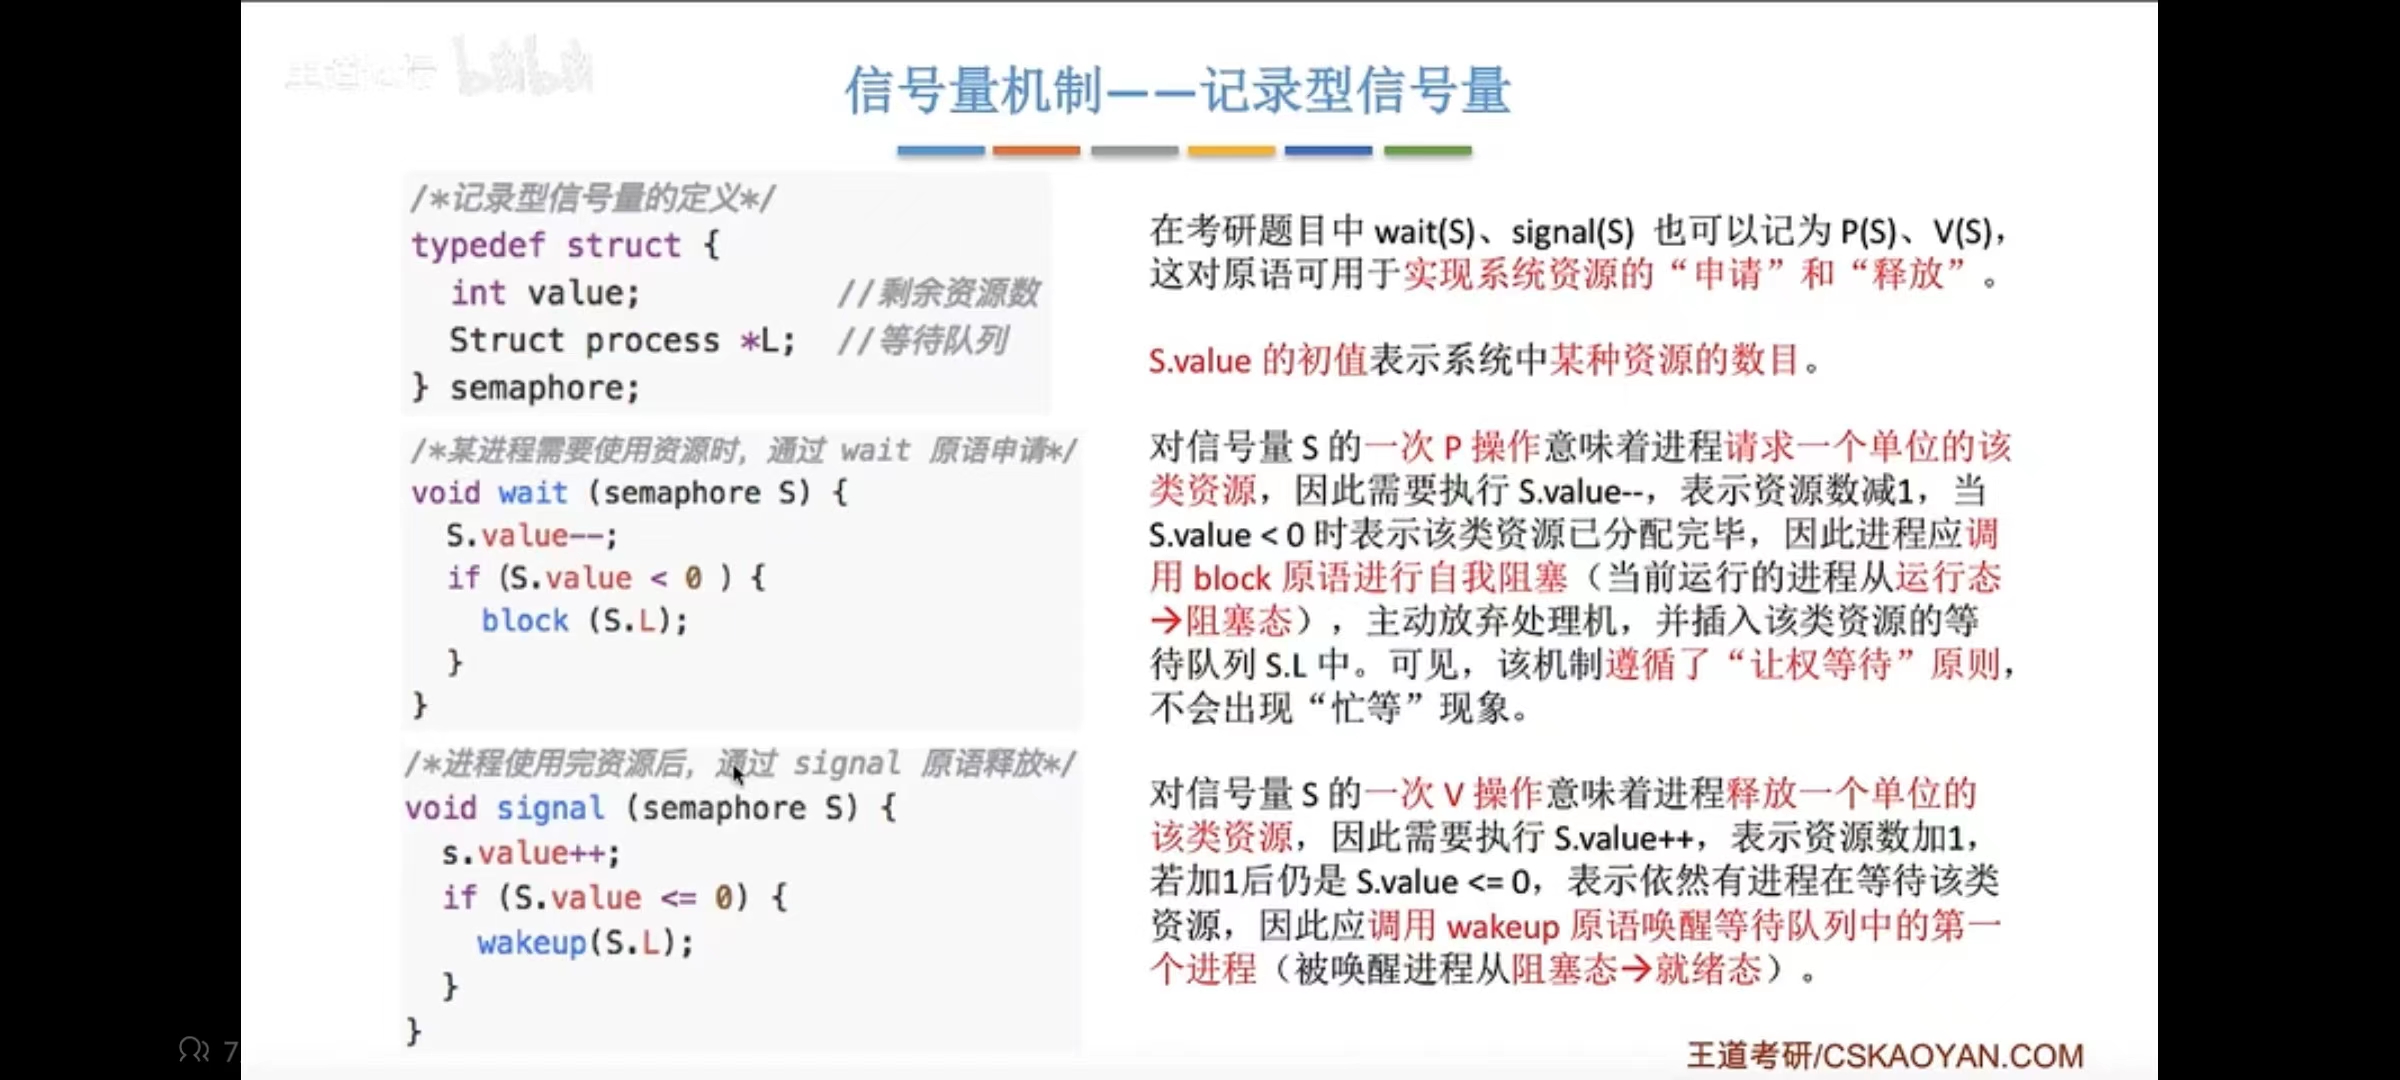 信号量机制——记录型信号量
/*记录型信号量的定义*/
typedef struct {
int value; //剩余资源数
Struct process *L; //等待队列
} semaphore;
/*某进程需要使用资源时，通过 wait 原语申请*/
void wait (semaphore S) {
S.value--;
if (S.value < 0 ) {
block (S.L);
}
}
/*进程使用完资源后，通过 signal 原语释放*/
void signal (semaphore S) {
s.value++;
if (S.value <= 0) {
wakeup(S.L);
}
}
在考研题目中 wait(S)、signal(S) 也可以记为 P(S)、V(S)，
这对原语可用于实现系统资源的“申请”和“释放”。
S.value 的初值表示系统中某种资源的数目。
对信号量 S 的一次 P 操作意味着进程请求一个单位的该
类资源，因此需要执行 S.value--，表示资源数减1，当
S.value < 0 时表示该类资源已分配完毕，因此进程应调
用 block 原语进行自我阻塞（当前运行的进程从运行态
→阻塞态），主动放弃处理机，并插入该类资源的等
待队列 S.L 中。可见，该机制遵循了“让权等待”原则，
不会出现“忙等”现象。
对信号量 S 的一次 V 操作意味着进程释放一个单位的
该类资源，因此需要执行 S.value++，表示资源数加1，
若加1后仍是 S.value <= 0，表示依然有进程在等待该类
资源，因此应调用 wakeup 原语唤醒等待队列中的第一
个进程（被唤醒进程从阻塞态→就绪态）。
7
王道考研/CSKAOYAN.COM